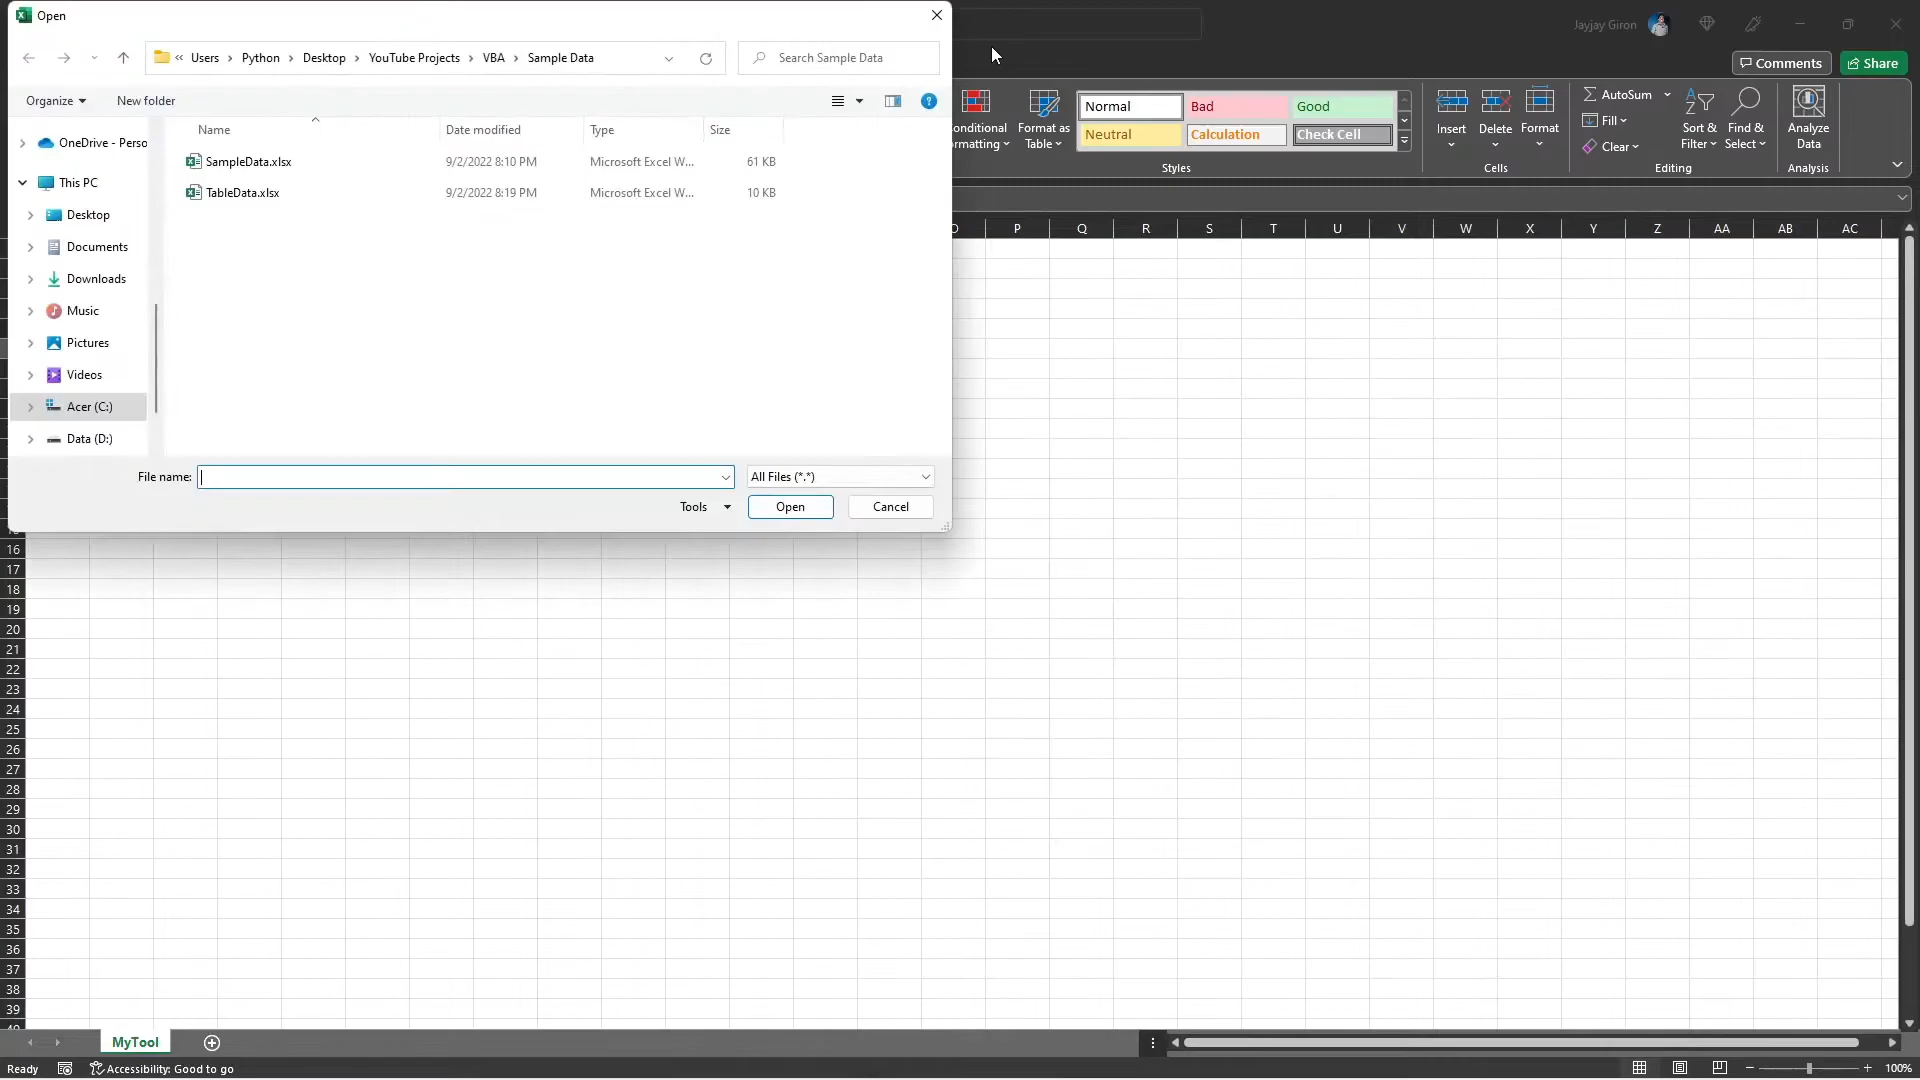 Open
Jayjay Giron
« Users › Python › Desktop › YouTube Projects › VBA › Sample Data
Search Sample Data
Comments
Share
Organize
New folder
?
Name
Date modified
Type
Size
OneDrive - Perso
SampleData.xlsx 9/2/2022 8:10 PM Microsoft Excel W... 61 KB
This PC
TableData.xlsx 9/2/2022 8:19 PM Microsoft Excel W... 10 KB
Desktop
Documents
Downloads
Music
Pictures
Videos
Acer (C:)
Data (D:)
File name:
All Files (*.*)
Tools
Open
Cancel
onditional
rmatting
Format as
Table
Normal
Bad
Good
Neutral
Calculation
Check Cell
Styles
Insert
Delete
Format
Cells
AutoSum
Fill
Clear
Sort &
Filter
Find &
Select
Editing
Analyze
Data
Analysis
P Q R S T U V W X Y Z AA AB AC
16
17
18
19
20
21
22
23
24
25
26
27
28
29
30
31
32
33
34
35
36
37
38
39
MyTool
Ready
Accessibility: Good to go
100%